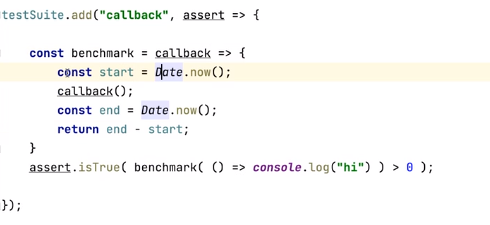 testSuite.add("callback", assert => {
const benchmark = callback => {
const start = Date.now();
callback();
const end = Date.now();
return end - start;
}
assert.isTrue( benchmark( () => console.log("hi") ) > 0 );
});